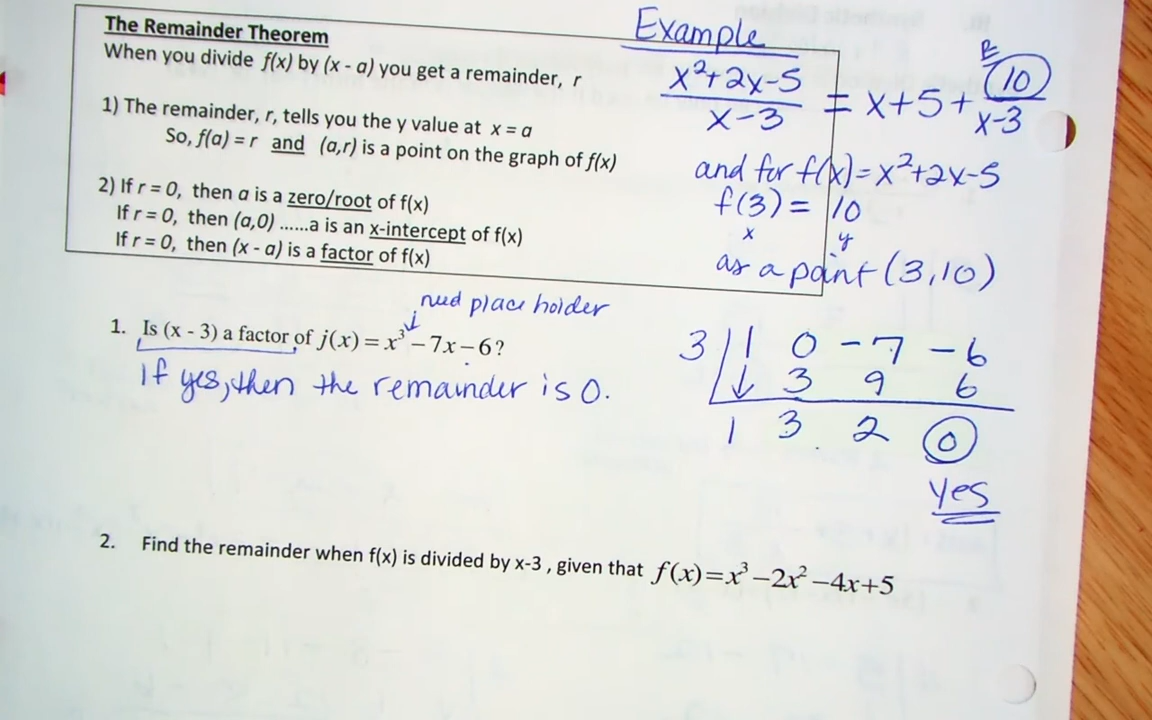 The Remainder Theorem
When you divide f(x) by (x - a) you get a remainder, r
1) The remainder, r, tells you the y value at x = a
So, f(a) = r and (a,r) is a point on the graph of f(x)
2) If r = 0, then a is a zero/root of f(x)
If r = 0, then (a,0) ......a is an x-intercept of f(x)
If r = 0, then (x - a) is a factor of f(x)
Example
R
x²+2x-5
x-3
= x+5+
10
x-3
and for f(x)=x²+2x-5
f(3) = 10
x y
as a point (3,10)
need place holder
1. Is (x - 3) a factor of j(x) = x³ − 7x − 6?
If yes, then the remainder is 0.
3 1 0 -7 -6
↓ 3 9 6
1 3 2 0
yes
2. Find the remainder when f(x) is divided by x-3 , given that f(x)=x³−2x²−4x+5